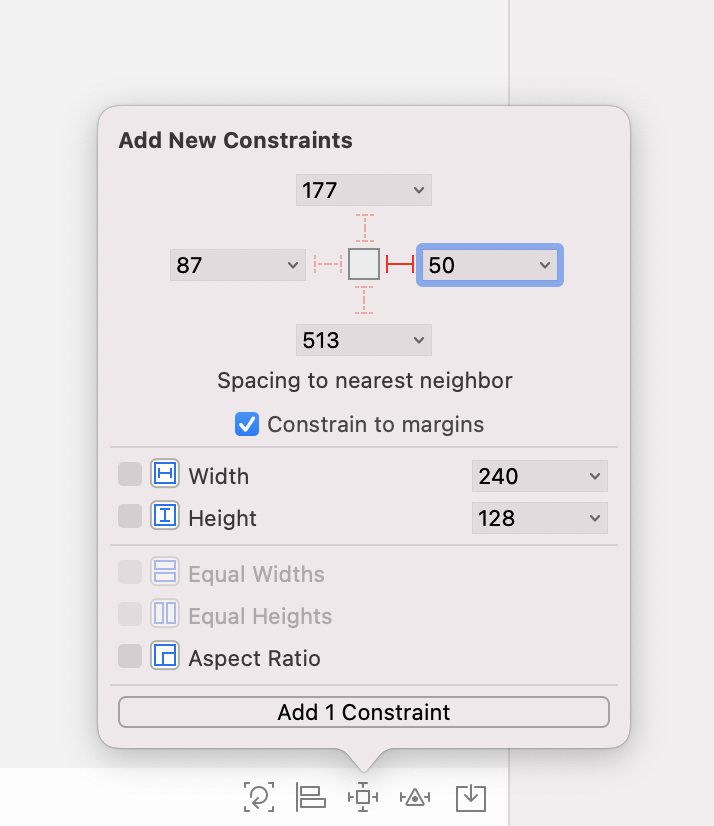 Add New Constraints
177
87
50
513
Spacing to nearest neighbor
Constrain to margins
Width 240
Height 128
Equal Widths
Equal Heights
Aspect Ratio
Add 1 Constraint